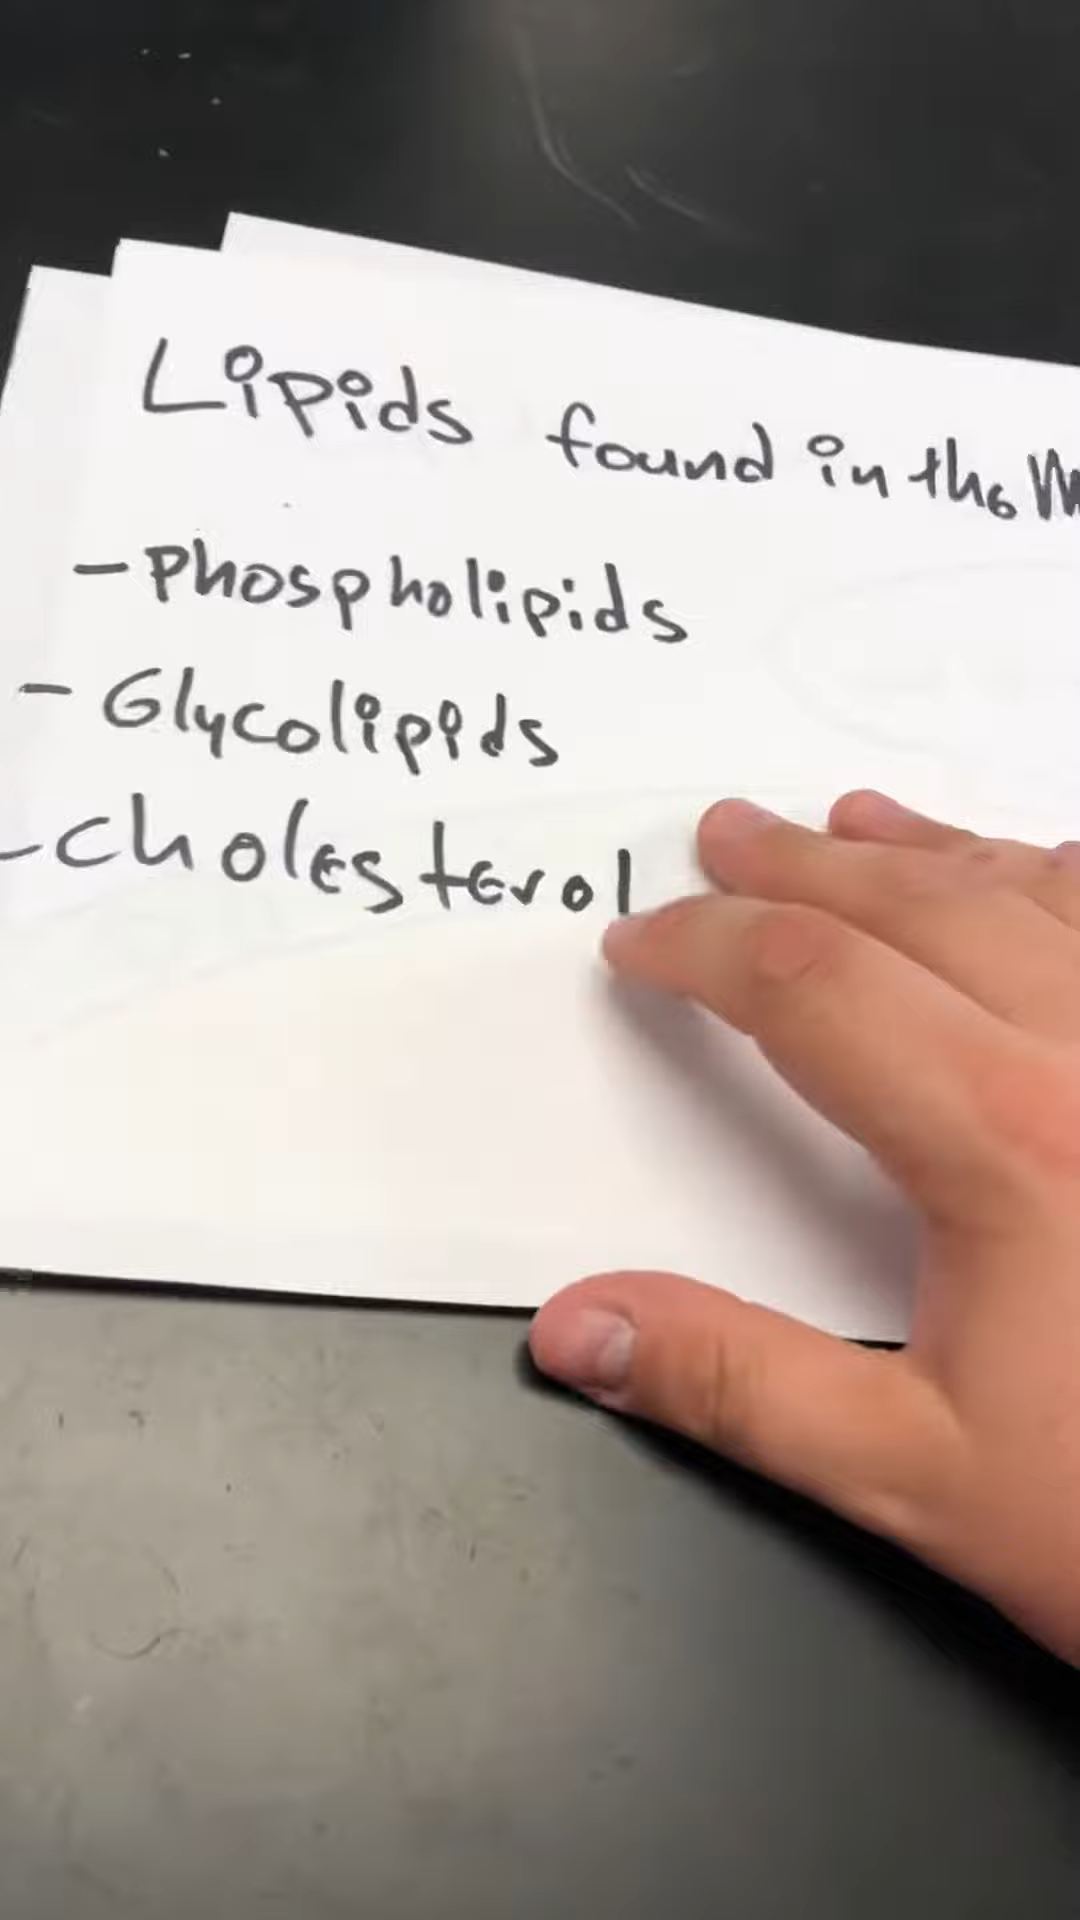 Lipids found in the
- Phospholipids
- Glycolipids
- cholesterol